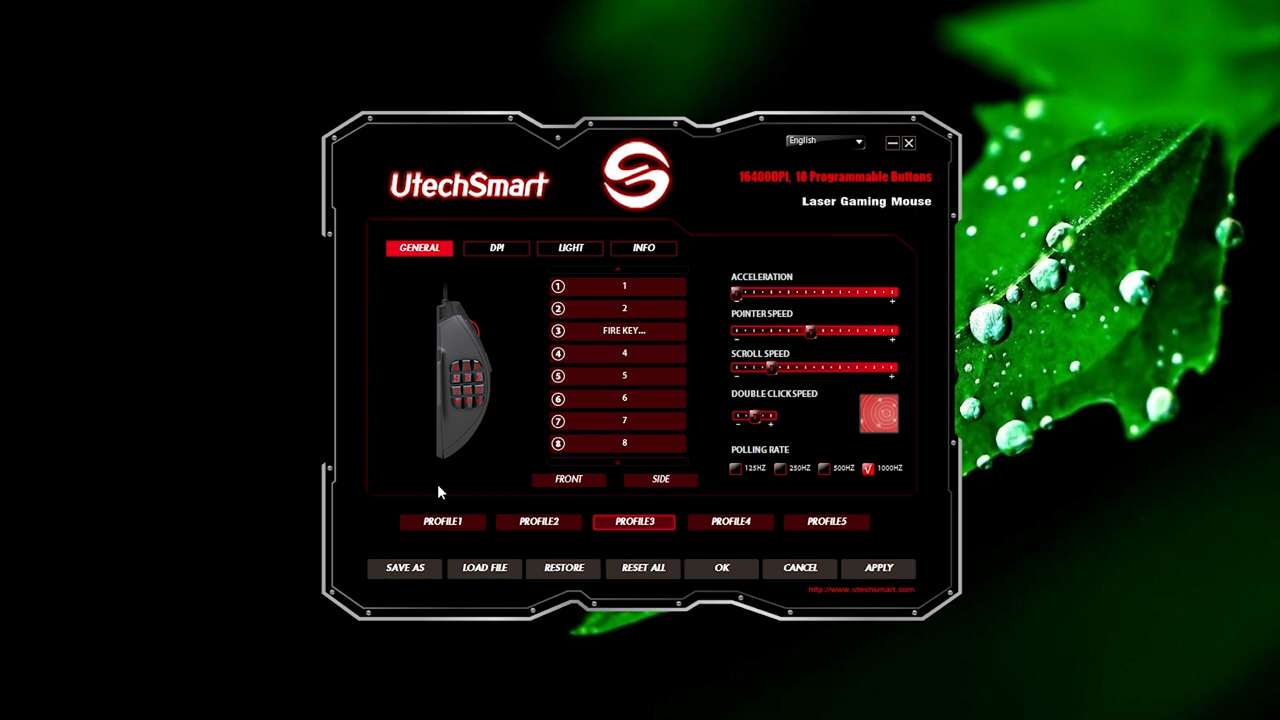 English
UtechSmart
16400DPI, 18 Programmable Buttons
Laser Gaming Mouse
GENERAL DPI LIGHT INFO
1 1
2 2
3 FIRE KEY...
4 4
5 5
6 6
7 7
8 8
FRONT SIDE
ACCELERATION
- +
POINTER SPEED
- +
SCROLL SPEED
- +
DOUBLE CLICK SPEED
- +
POLLING RATE
125HZ 250HZ 500HZ 1000HZ
PROFILE1 PROFILE2 PROFILE3 PROFILE4 PROFILE5
SAVE AS LOAD FILE RESTORE RESET ALL OK CANCEL APPLY
http://www.utechsmart.com